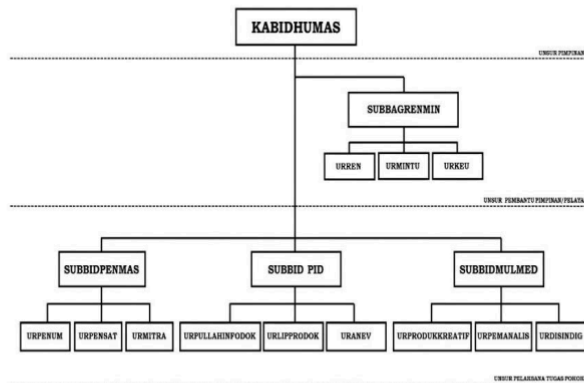 KABIDHUMAS
UNSUR PIMPINAN
SUBBAGRENMIN
URREN URMINTU URKEU
UNSUR PEMBANTU PIMPINAN/PELAYA
SUBBIDPENMAS SUBBID PID SUBBIDMULMED
URPENUM URPENSAT URMITRA URPULLAHINFODOK URLIPPRODOK URANEV URPRODUKKREATIF URPEMANALIS URDISINDIG
UNSUR PELAKSANA TUGAS POKOK